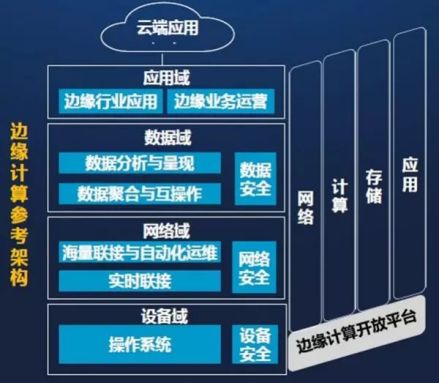 云端应用
边缘计算参考架构
应用域
边缘行业应用
边缘业务运营
数据域
数据分析与量现
数据聚合与互操作
数据
安全
网络域
海量联接与自动化运维
实时联接
网络
安全
设备域
操作系统
设备
安全
网络
计算
存储
应用
边缘计算开放平台